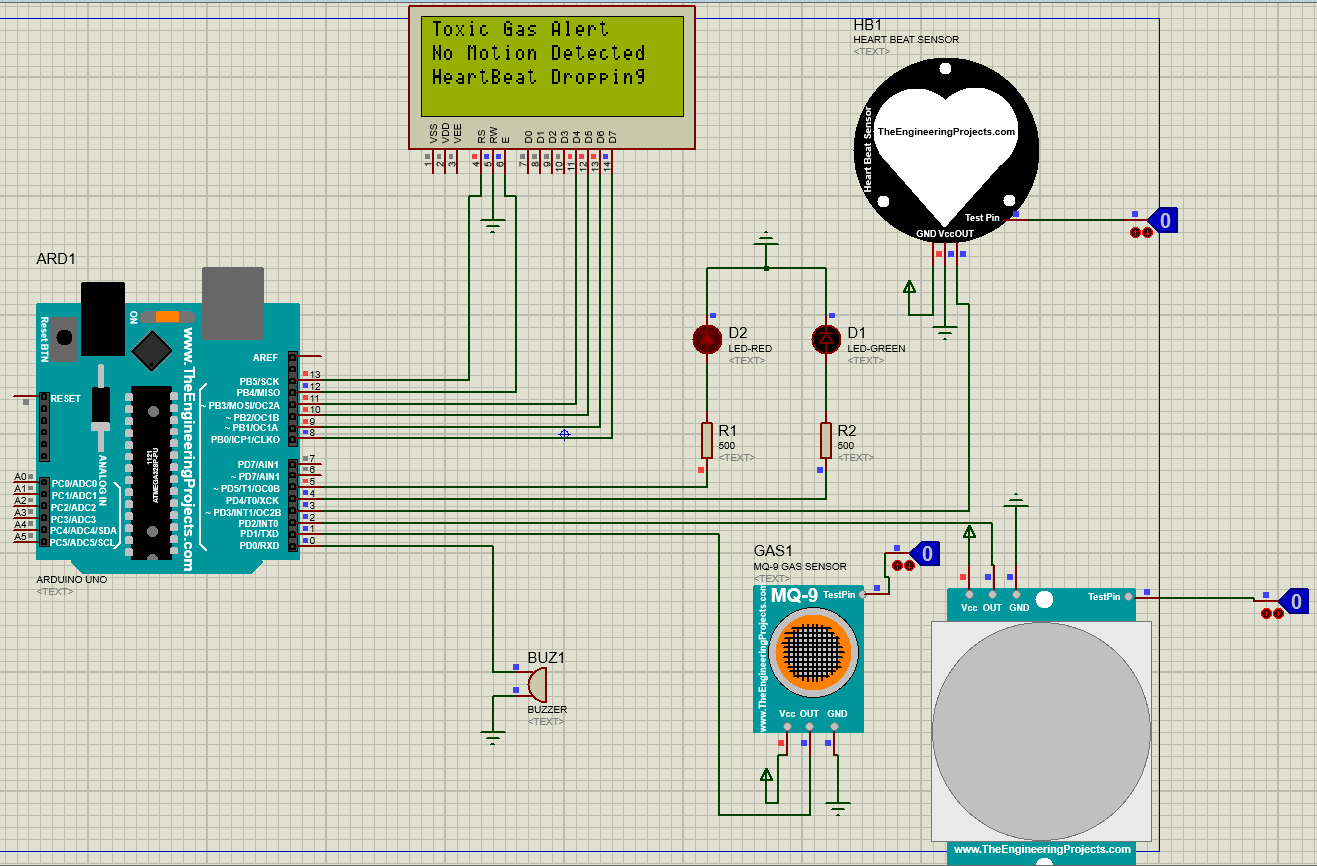 Toxic Gas Alert
No Motion Detected
HeartBeat Dropping
VSS
VDD
VEE
RS
RW
E
D0
D1
D2
D3
D4
D5
D6
D7
1
2
3
4
5
6
7
8
9
10
11
12
13
14
HB1
HEART BEAT SENSOR
<TEXT>
Heart Beat Sensor
TheEngineeringProjects.com
Test Pin
GND Vcc OUT
0
ARD1
Reset BTN
ON
www.TheEngineeringProjects.com
RESET
ANALOG IN
1121
ATMEGA328P-PU
AREF
PB5/SCK
13
PB4/MISO
12
~ PB3/MOSI/OC2A
11
~ PB2/OC1B
10
~ PB1/OC1A
9
PB0/ICP1/CLKO
8
PD7/AIN1
7
~ PD7/AIN1
6
~ PD5/T1/OC0B
5
PD4/T0/XCK
4
~ PD3/INT1/OC2B
3
PD2/INT0
2
PD1/TXD
1
PD0/RXD
0
A0
PC0/ADC0
A1
PC1/ADC1
A2
PC2/ADC2
A3
PC3/ADC3
A4
PC4/ADC4/SDA
A5
PC5/ADC5/SCL
ARDUINO UNO
<TEXT>
D2
LED-RED
<TEXT>
D1
LED-GREEN
<TEXT>
R1
500
<TEXT>
R2
500
<TEXT>
BUZ1
BUZZER
<TEXT>
GAS1
MQ-9 GAS SENSOR
<TEXT>
MQ-9
TestPin
www.TheEngineeringProjects.com
Vcc OUT GND
0
Vcc OUT GND
TestPin
0
www.TheEngineeringProjects.com